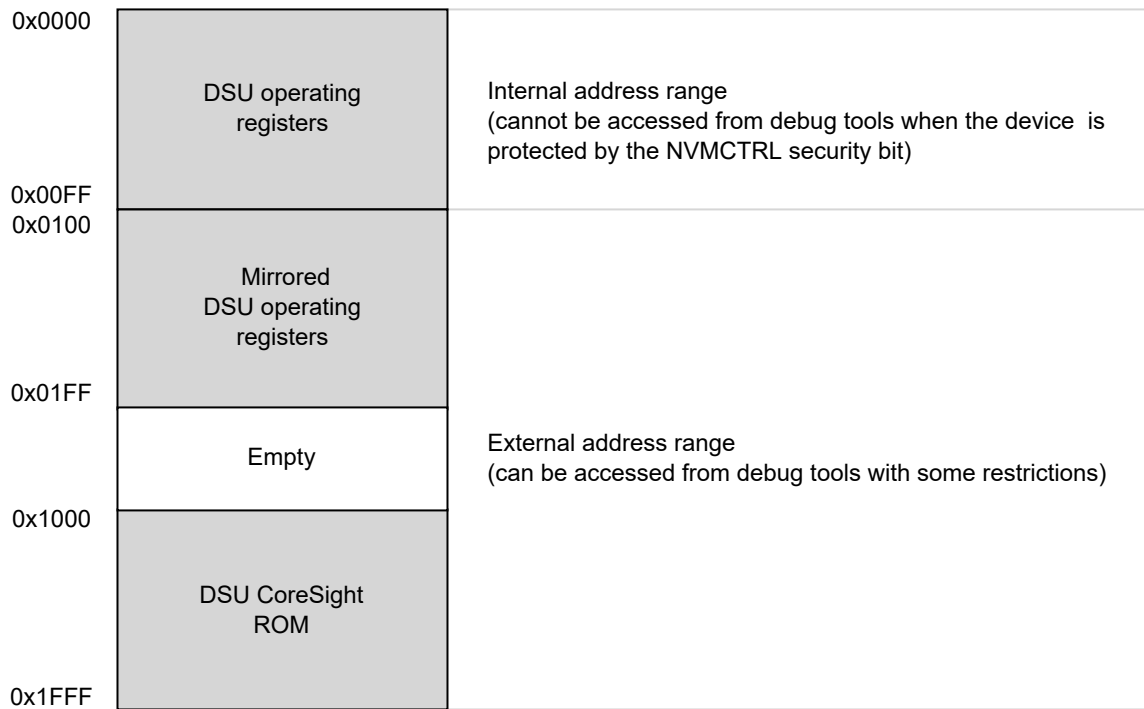 0x0000
DSU operating
registers
Internal address range
(cannot be accessed from debug tools when the device is
protected by the NVMCTRL security bit)
0x00FF
0x0100
Mirrored
DSU operating
registers
0x01FF
Empty
External address range
(can be accessed from debug tools with some restrictions)
0x1000
DSU CoreSight
ROM
0x1FFF